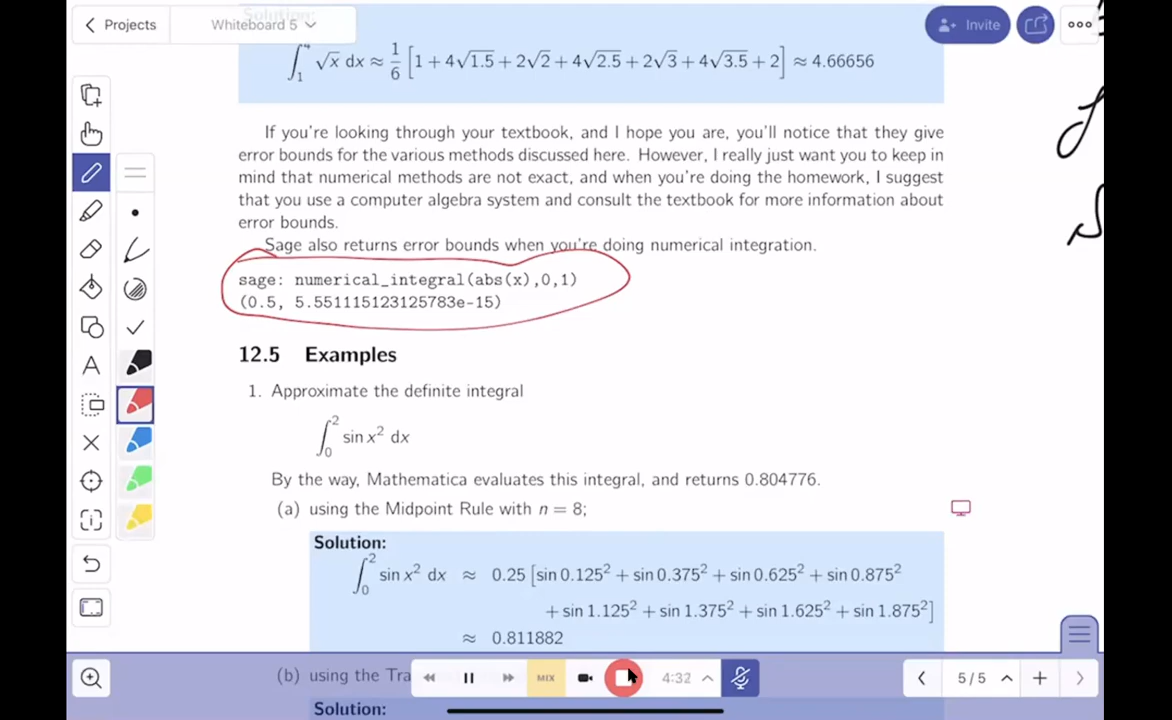 Projects
Whiteboard 5
Solution:
Invite
∫₁⁴ √x dx ≈ 1/6 [1 + 4√1.5 + 2√2 + 4√2.5 + 2√3 + 4√3.5 + 2] ≈ 4.66656
If you're looking through your textbook, and I hope you are, you'll notice that they give
error bounds for the various methods discussed here. However, I really just want you to keep in
mind that numerical methods are not exact, and when you're doing the homework, I suggest
that you use a computer algebra system and consult the textbook for more information about
error bounds.
Sage also returns error bounds when you're doing numerical integration.
sage: numerical_integral(abs(x),0,1)
(0.5, 5.551115123125783e-15)
12.5 Examples
1. Approximate the definite integral
∫₀² sin x² dx
By the way, Mathematica evaluates this integral, and returns 0.804776.
(a) using the Midpoint Rule with n = 8;
Solution:
∫₀² sin x² dx ≈ 0.25 [sin 0.125² + sin 0.375² + sin 0.625² + sin 0.875²
+ sin 1.125² + sin 1.375² + sin 1.625² + sin 1.875²]
≈ 0.811882
(b) using the Tra
MIX
4:32
5/5
Solution: